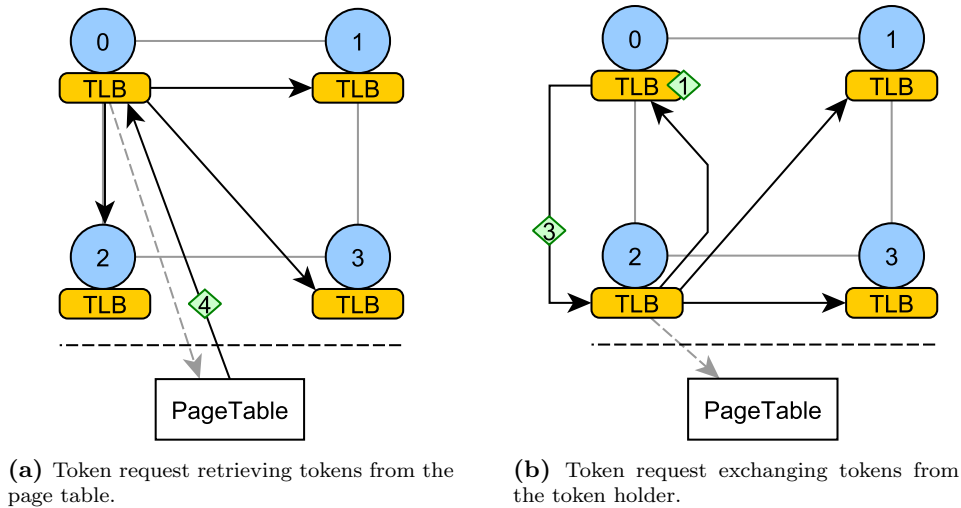 0
1
TLB
TLB
2
3
TLB
TLB
4
PageTable
(a) Token request retrieving tokens from the
page table.
0
1
TLB
1
TLB
3
2
3
TLB
TLB
PageTable
(b) Token request exchanging tokens from
the token holder.